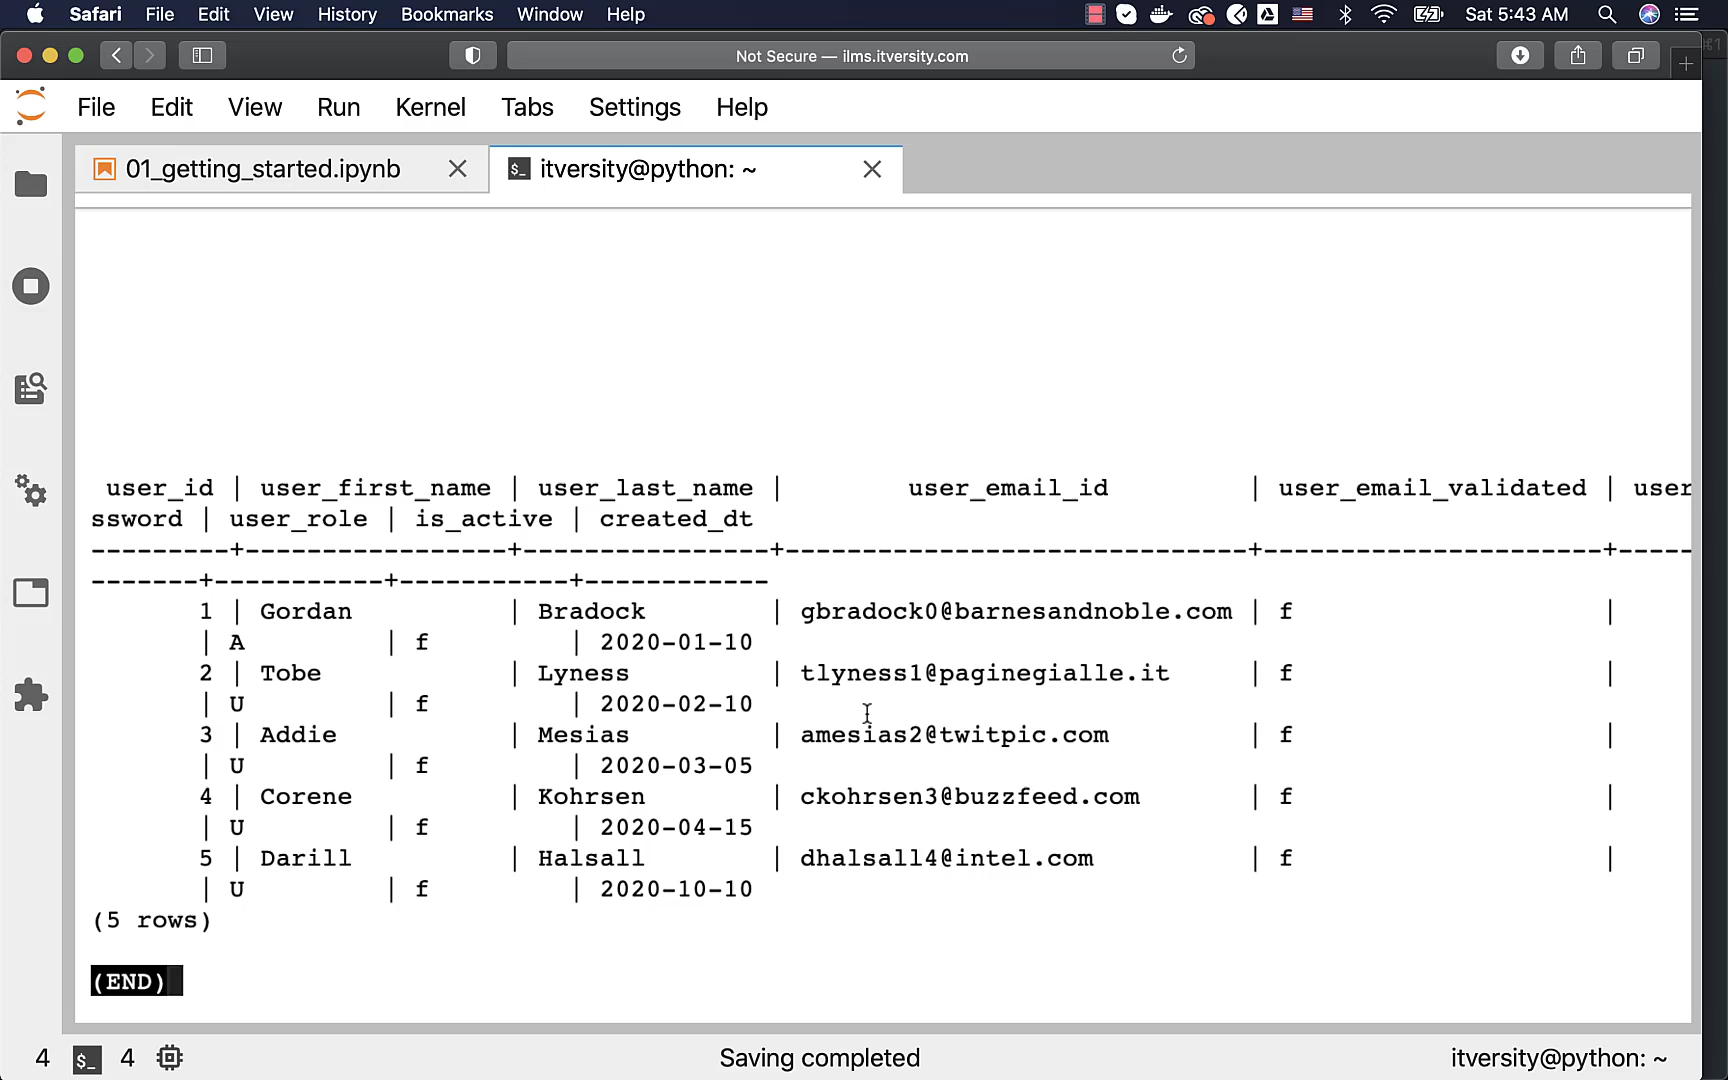 Safari File Edit View History Bookmarks Window Help Sat 5:43 AM
⌘1
Not Secure — ilms.itversity.com
File Edit View Run Kernel Tabs Settings Help
01_getting_started.ipynb
$_ itversity@python: ~
user_id | user_first_name | user_last_name | user_email_id | user_email_validated | user
ssword | user_role | is_active | created_dt
---------+-----------------+----------------+------------------------------+----------------------+-----
-------+-----------+-----------+------------
1 | Gordan | Bradock | gbradock0@barnesandnoble.com | f |
| A | f | 2020-01-10
2 | Tobe | Lyness | tlyness1@paginegialle.it | f |
| U | f | 2020-02-10
3 | Addie | Mesias | amesias2@twitpic.com | f |
| U | f | 2020-03-05
4 | Corene | Kohrsen | ckohrsen3@buzzfeed.com | f |
| U | f | 2020-04-15
5 | Darill | Halsall | dhalsall4@intel.com | f |
| U | f | 2020-10-10
(5 rows)
(END)
4 $_ 4 Saving completed itversity@python: ~